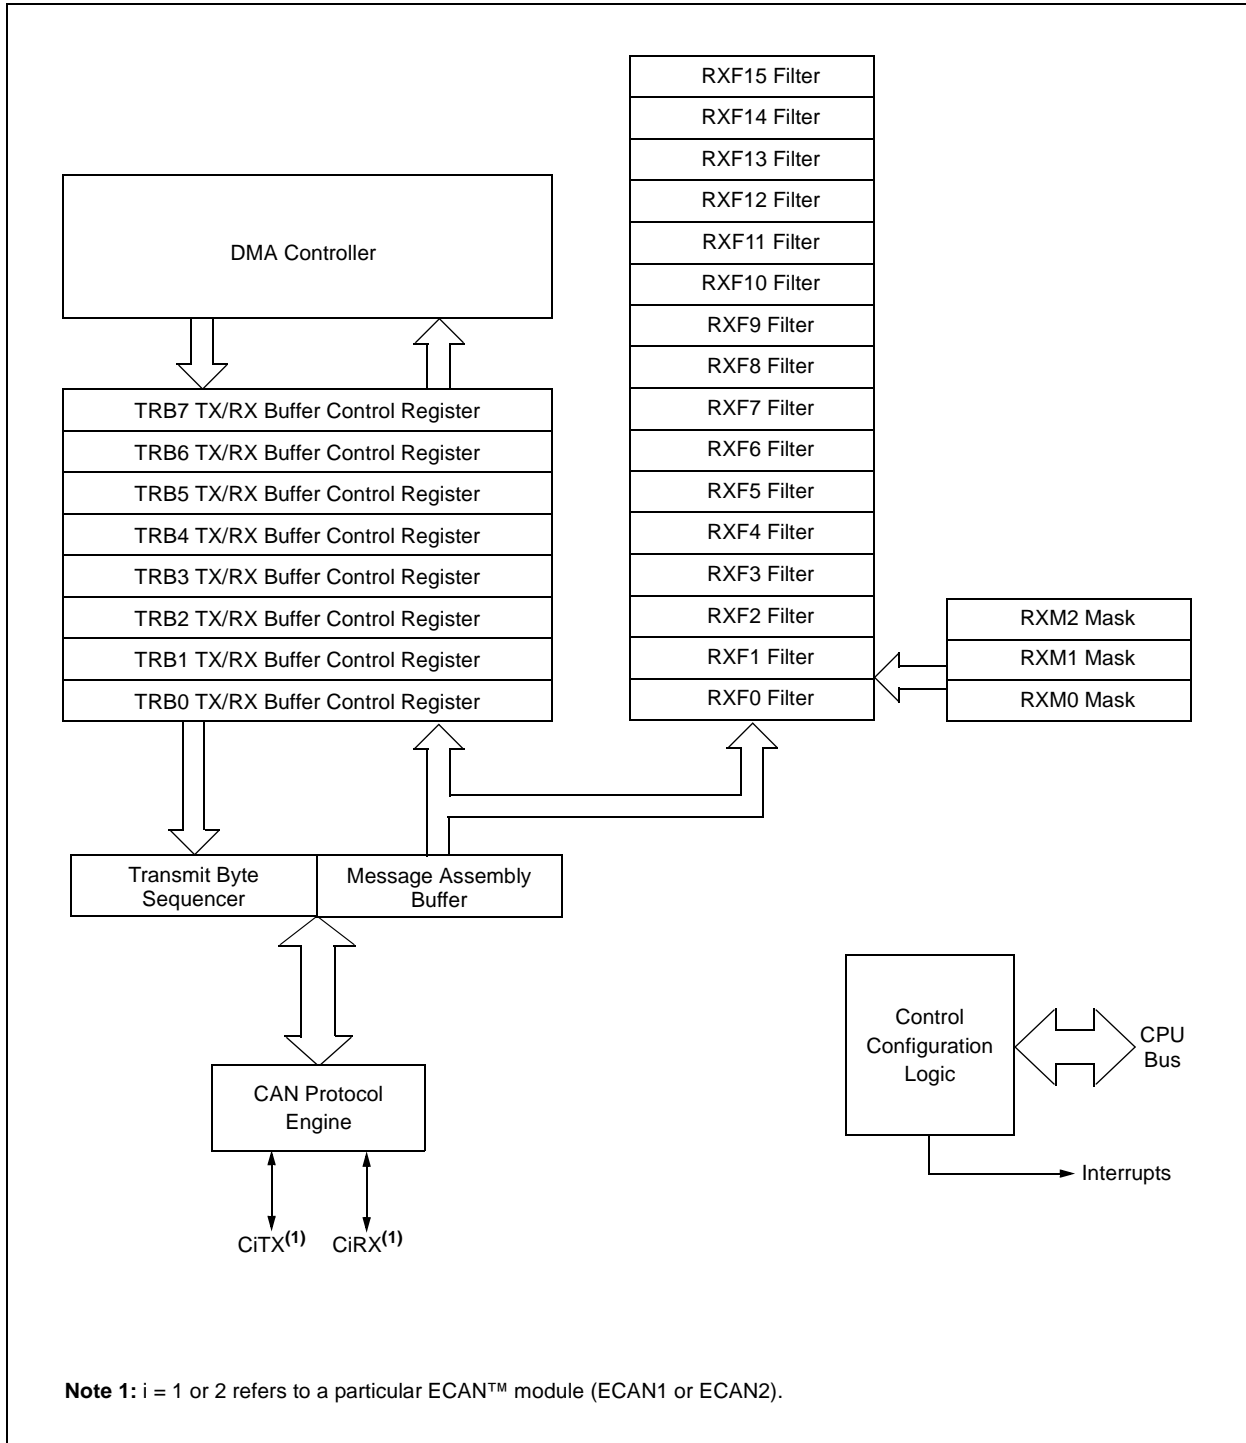 RXF15 Filter
RXF14 Filter
RXF13 Filter
RXF12 Filter
RXF11 Filter
RXF10 Filter
RXF9 Filter
RXF8 Filter
RXF7 Filter
RXF6 Filter
RXF5 Filter
RXF4 Filter
RXF3 Filter
RXF2 Filter
RXF1 Filter
RXF0 Filter
DMA Controller
TRB7 TX/RX Buffer Control Register
TRB6 TX/RX Buffer Control Register
TRB5 TX/RX Buffer Control Register
TRB4 TX/RX Buffer Control Register
TRB3 TX/RX Buffer Control Register
TRB2 TX/RX Buffer Control Register
TRB1 TX/RX Buffer Control Register
TRB0 TX/RX Buffer Control Register
RXM2 Mask
RXM1 Mask
RXM0 Mask
Transmit Byte
Sequencer
Message Assembly
Buffer
Control
Configuration
Logic
CPU
Bus
CAN Protocol
Engine
Interrupts
CiTX(1)
CiRX(1)
Note 1: i = 1 or 2 refers to a particular ECAN™ module (ECAN1 or ECAN2).